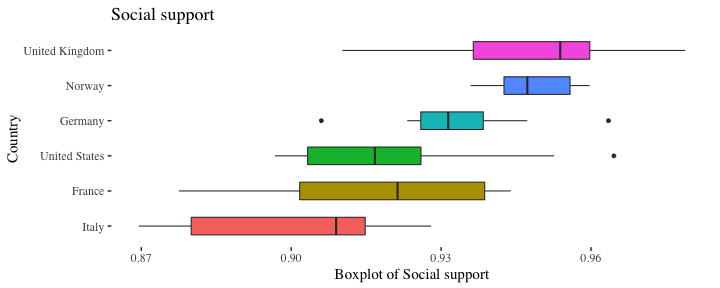 Social support
Country
United Kingdom
Norway
Germany
United States
France
Italy
0.87 0.90 0.93 0.96
Boxplot of Social support